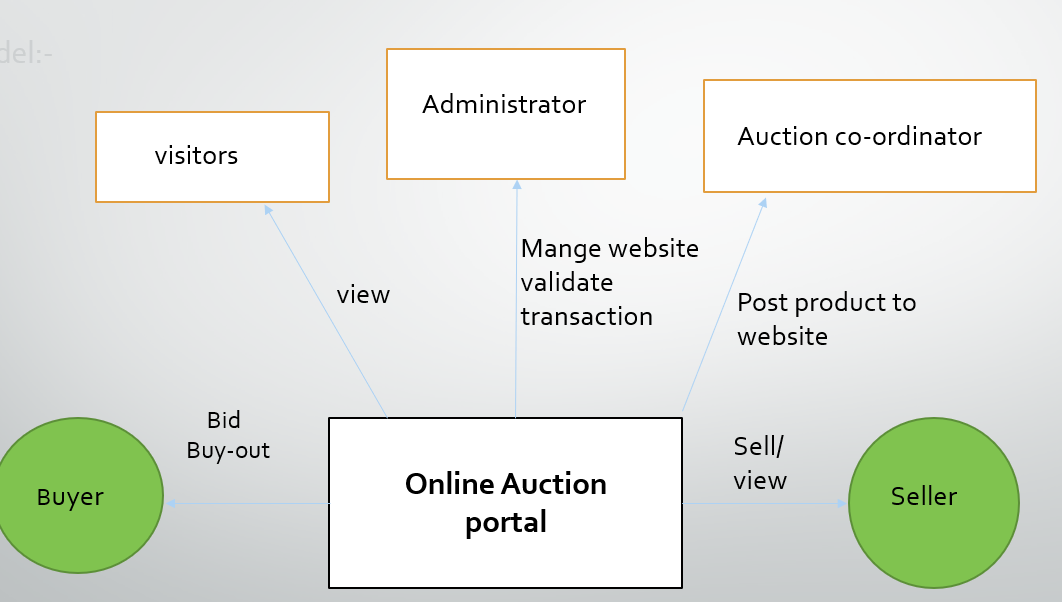 del:-
Administrator
Auction co-ordinator
visitors
Mange website
validate
transaction
view
Post product to
website
Bid
Buy-out
Sell/
view
Buyer
Online Auction
portal
Seller